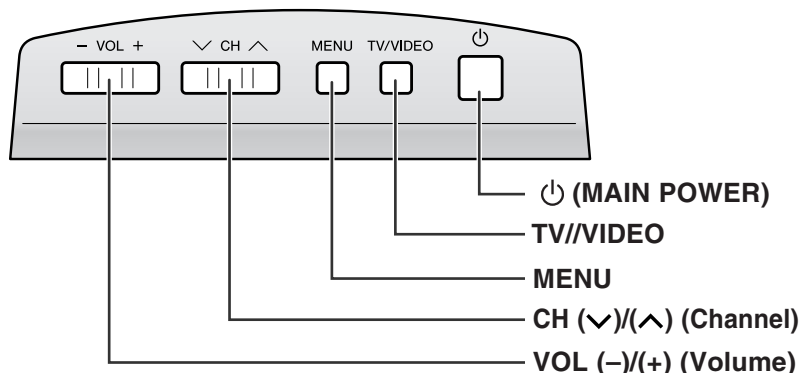 – VOL + ∨ CH ∧ MENU TV/VIDEO ⏻
⏻ (MAIN POWER)
TV//VIDEO
MENU
CH (∨)/(∧) (Channel)
VOL (–)/(+) (Volume)